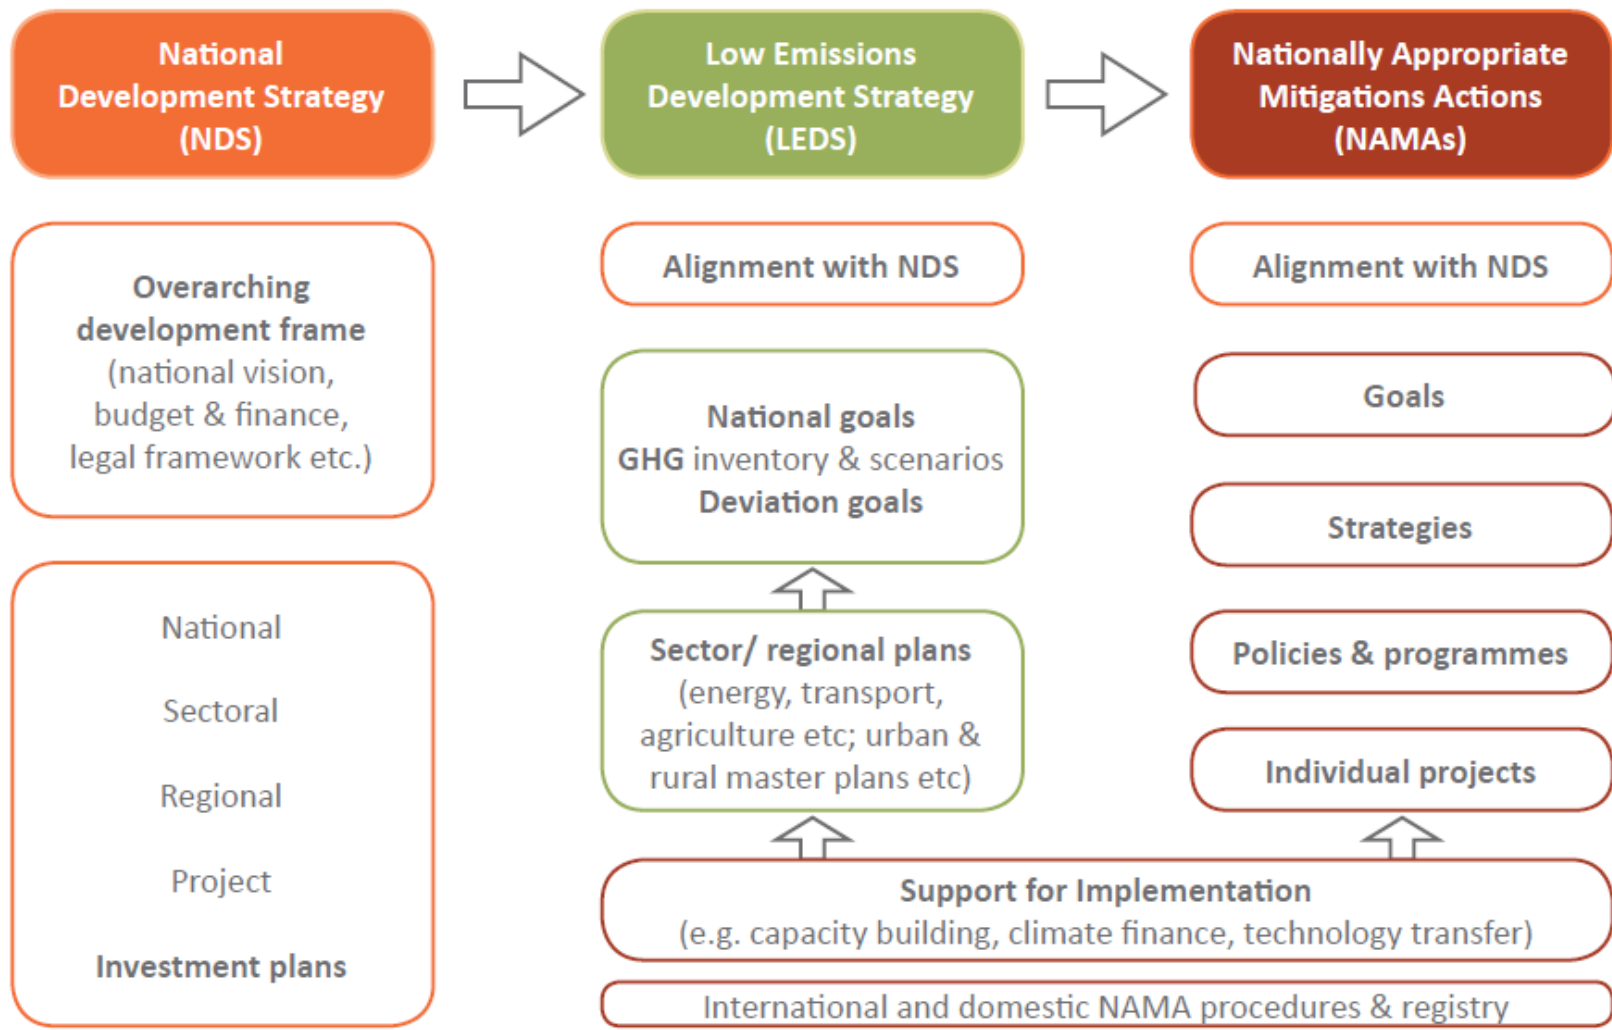 National
Development Strategy
(NDS)
Low Emissions
Development Strategy
(LEDS)
Nationally Appropriate
Mitigations Actions
(NAMAs)
Overarching
development frame
(national vision,
budget & finance,
legal framework etc.)
National
Sectoral
Regional
Project
Investment plans
Alignment with NDS
National goals
GHG inventory & scenarios
Deviation goals
Sector/ regional plans
(energy, transport,
agriculture etc; urban &
rural master plans etc)
Alignment with NDS
Goals
Strategies
Policies & programmes
Individual projects
Support for Implementation
(e.g. capacity building, climate finance, technology transfer)
International and domestic NAMA procedures & registry